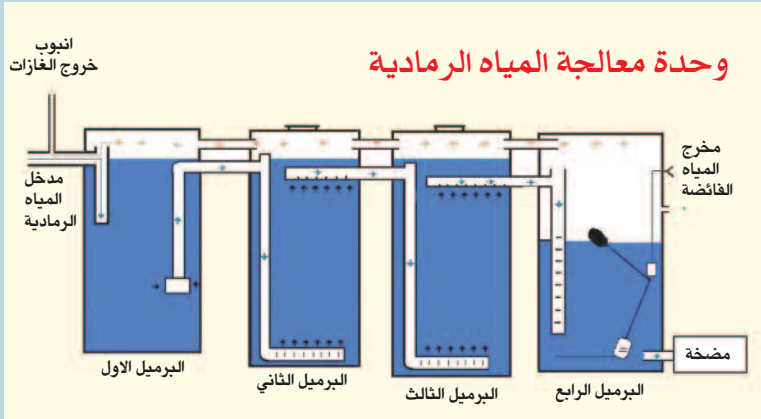 وحدة معالجة المياه الرمادية
انبوب
خروج الغازات
مدخل
المياه
الرمادية
مخرج
المياه
الفائضة
مضخة
البرميل الاول
البرميل الثاني
البرميل الثالث
البرميل الرابع